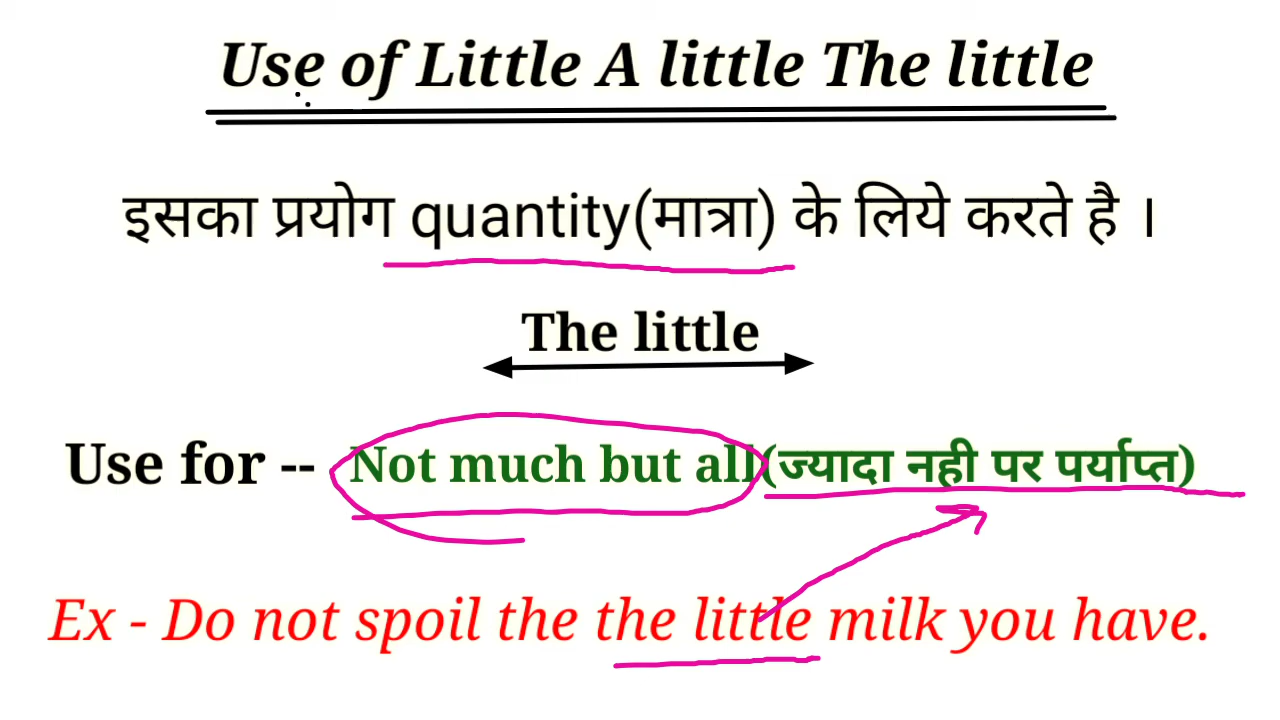 Use of Little A little The little
इसका प्रयोग quantity(मात्रा) के लिये करते है ।
The little
Use for -- Not much but all(ज्यादा नही पर पर्याप्त)
Ex - Do not spoil the the little milk you have.